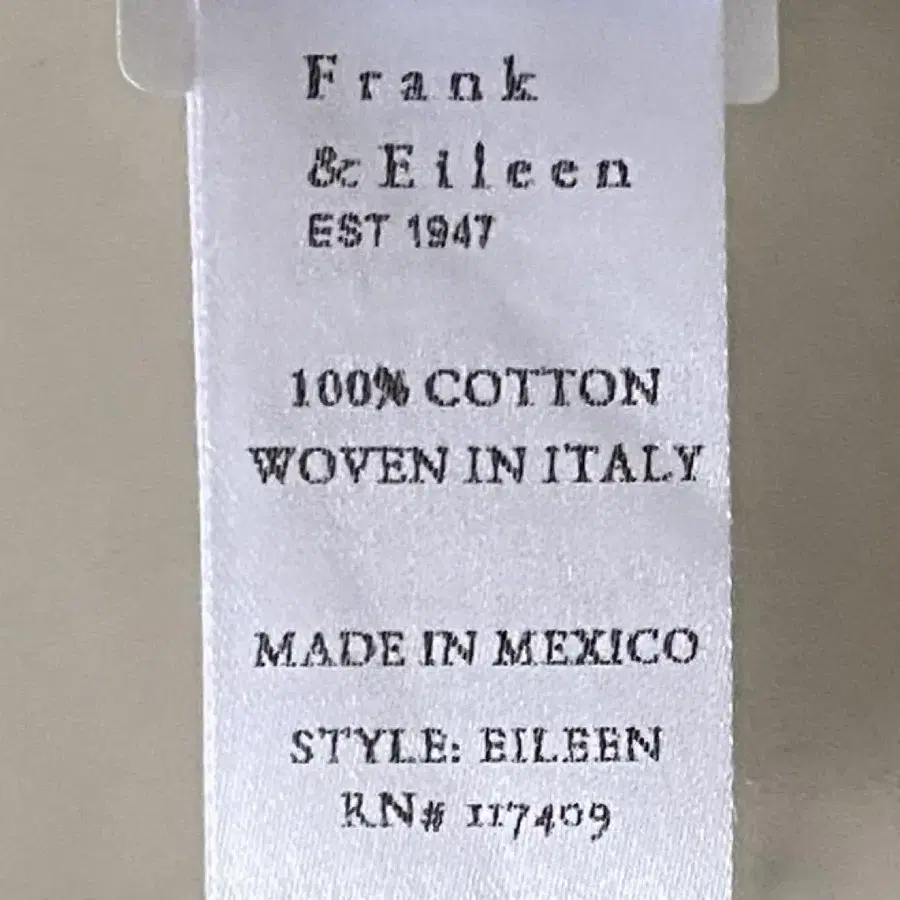 Frank
&Eileen
EST 1947
100% COTTON
WOVEN IN ITALY
MADE IN MEXICO
STYLE: EILEEN
RN# 117409